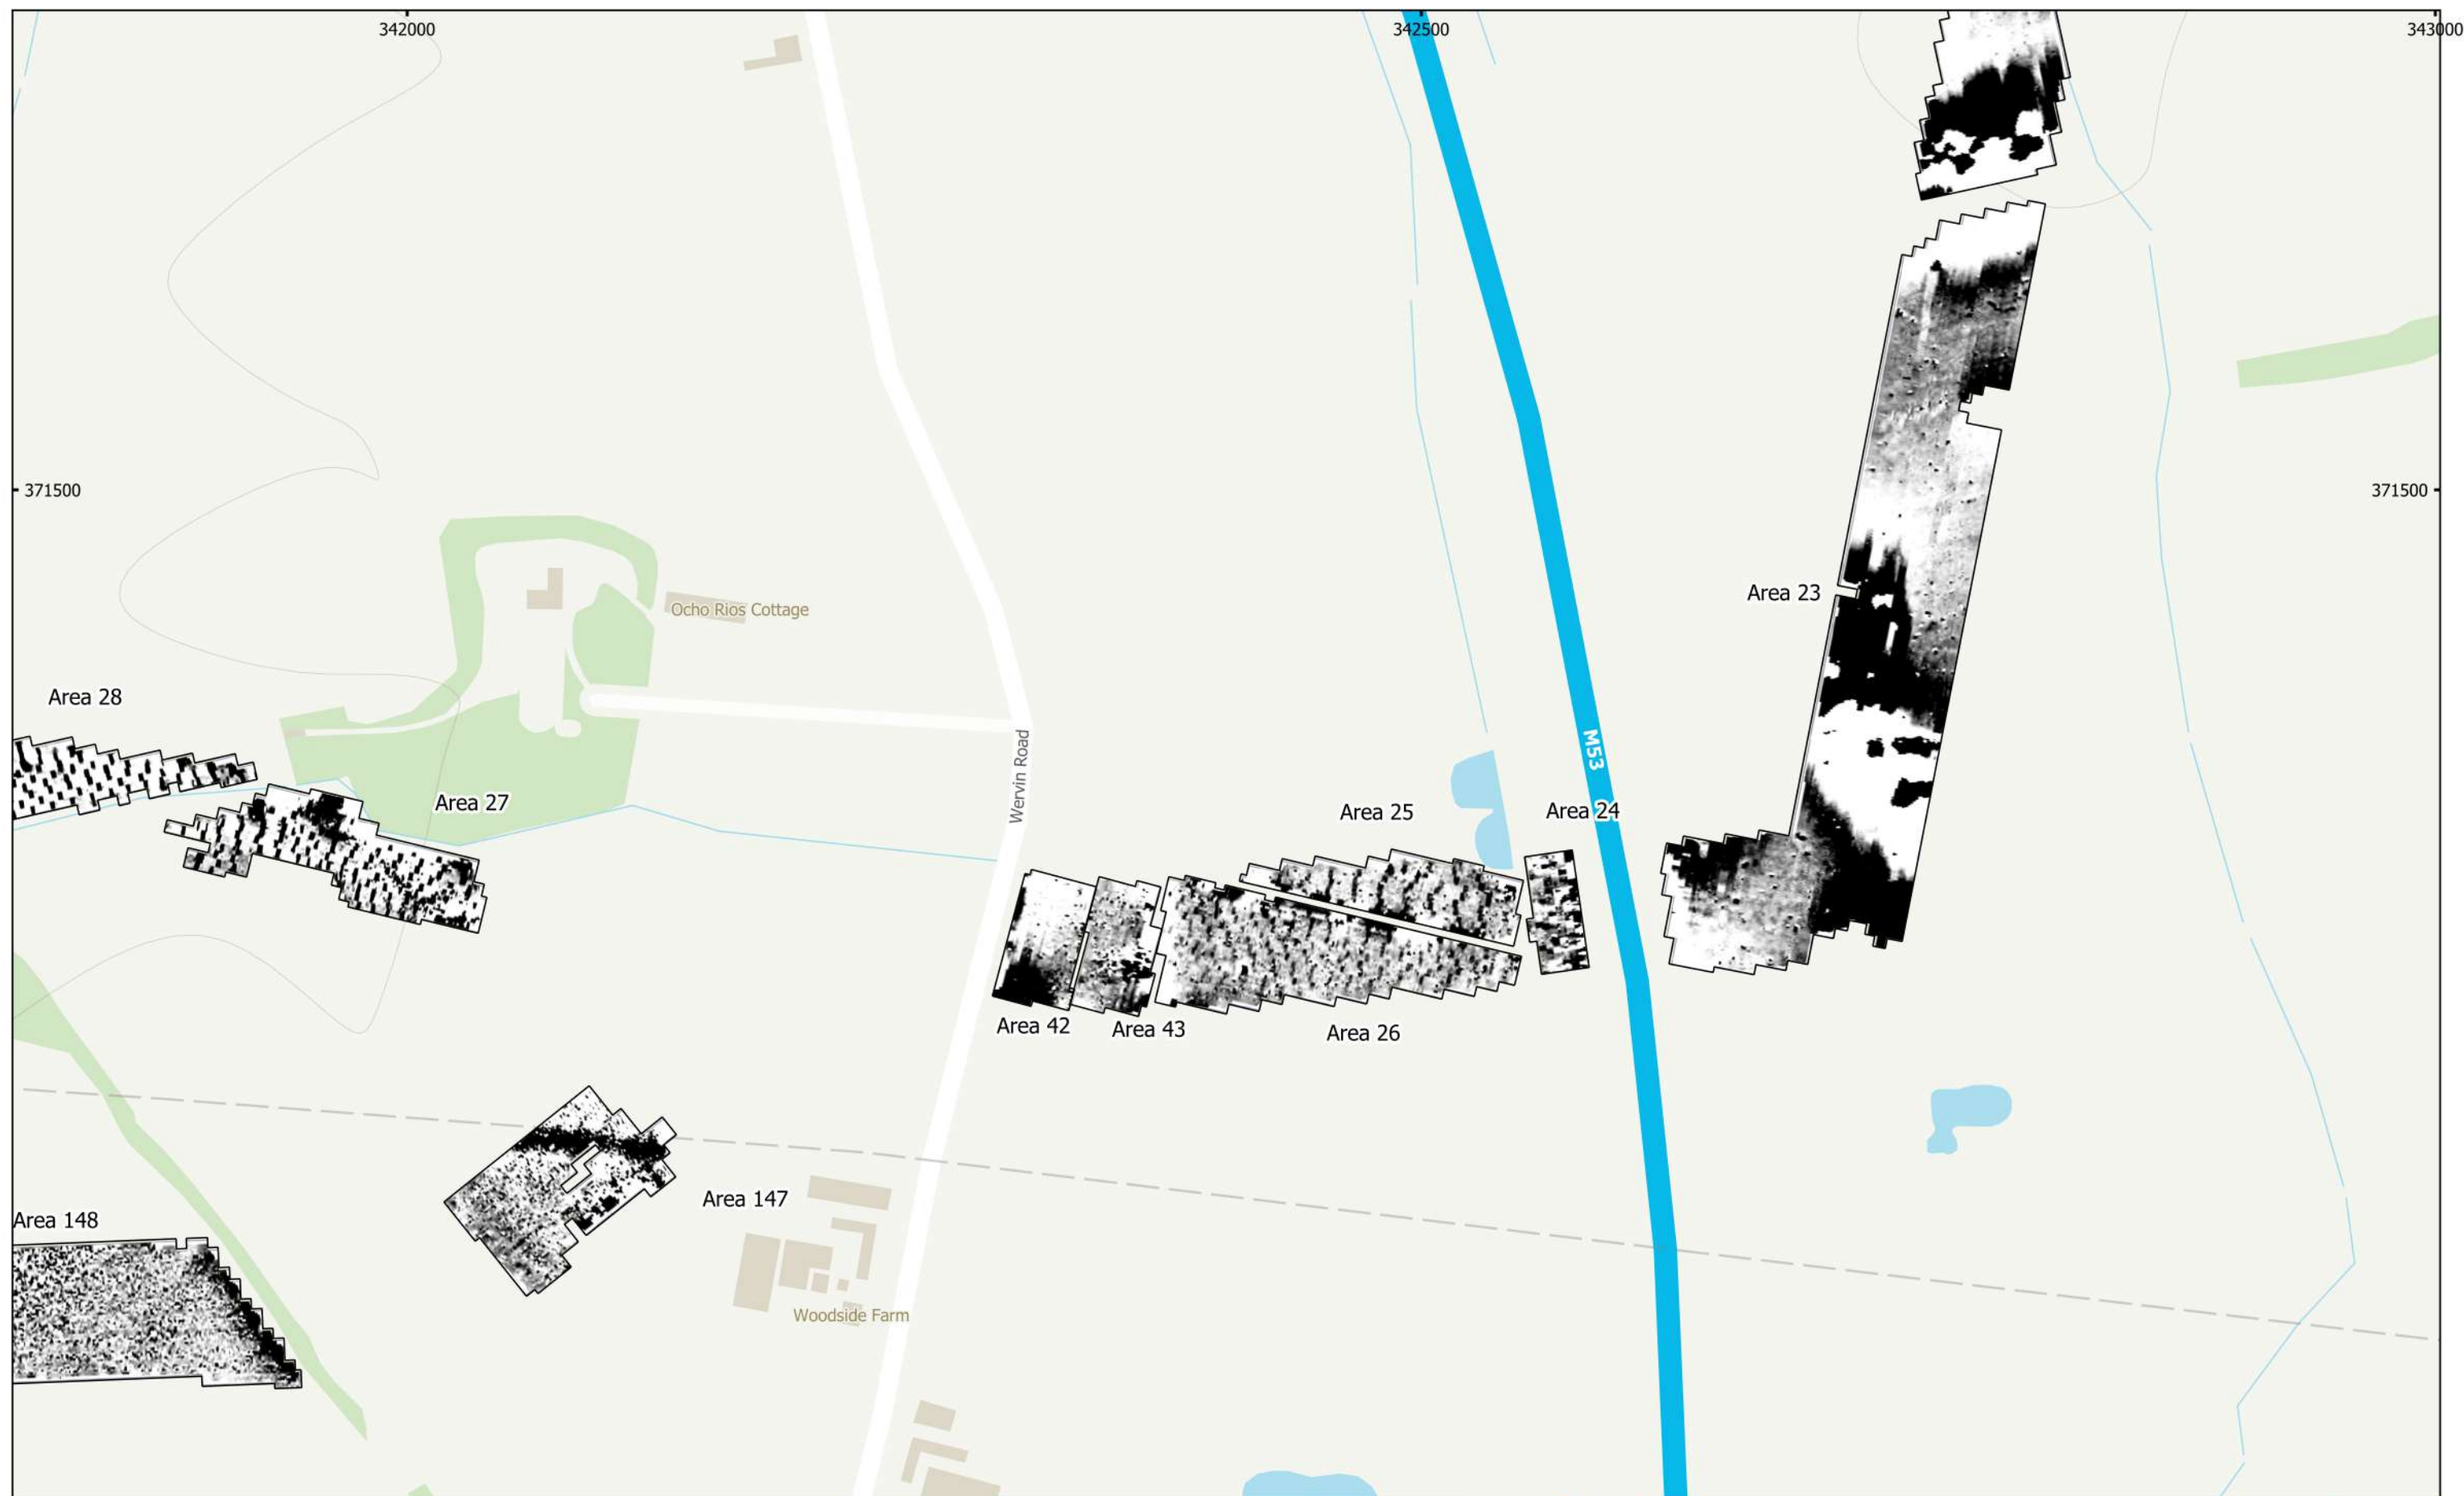 342000
342500
343000
371500
371500
Area 23
Ocho Rios Cottage
Area 28
Wervin Road
M53
Area 27
Area 25
Area 24
Area 42
Area 43
Area 26
Area 147
Area 148
Woodside Farm